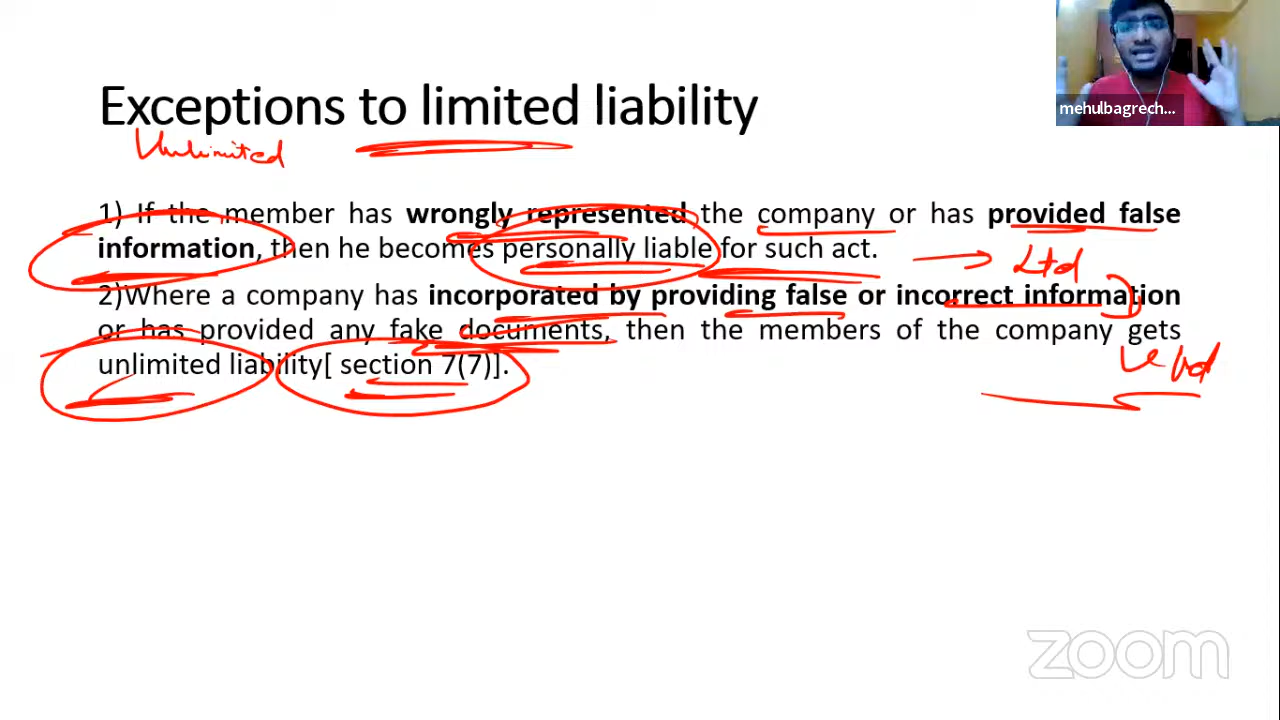 mehulbagrech...
Exceptions to limited liability
Unlimited
1) If the member has wrongly represented the company or has provided false
information, then he becomes personally liable for such act.
Ltd
2)Where a company has incorporated by providing false or incorrect information
or has provided any fake documents, then the members of the company gets
unlimited liability[ section 7(7)].
zoom